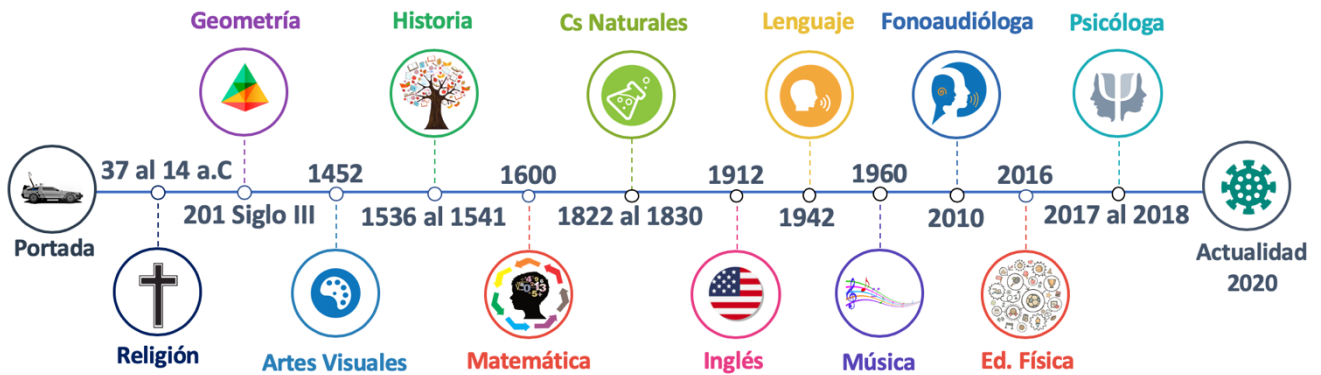 Geometría
Historia
Cs Naturales
Lenguaje
Fonoaudióloga
Psicóloga
37 al 14 a.C
1452
1600
1912
1960
2016
201 Siglo III
1536 al 1541
1822 al 1830
1942
2010
2017 al 2018
Portada
Actualidad
2020
Religión
Artes Visuales
Matemática
Inglés
Música
Ed. Física